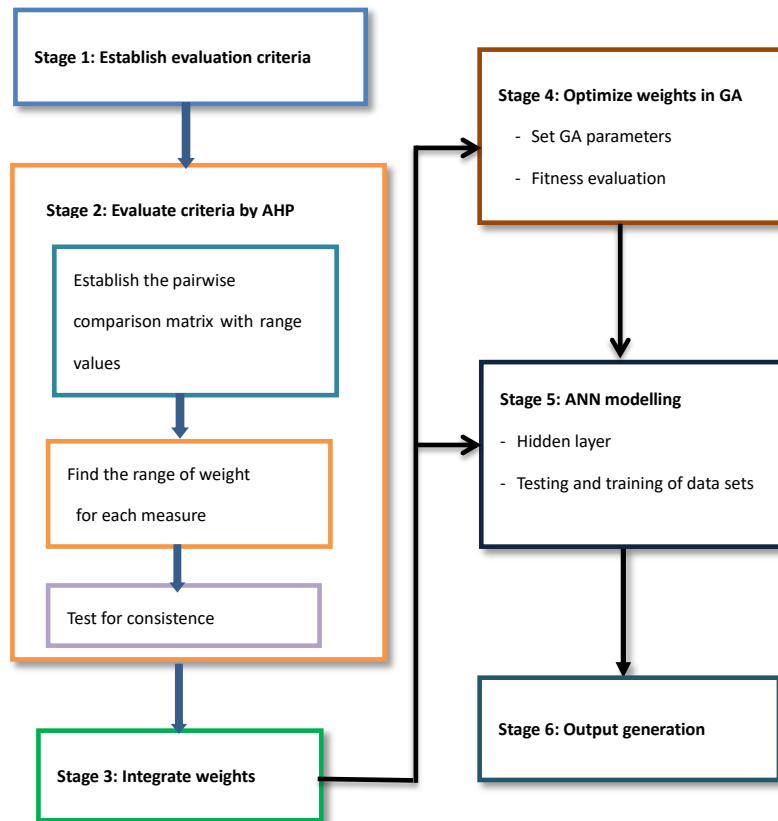 Stage 1: Establish evaluation criteria
Stage 2: Evaluate criteria by AHP
Establish the pairwise
comparison matrix with range
values
Find the range of weight
for each measure
Test for consistence
Stage 3: Integrate weights
Stage 4: Optimize weights in GA
- Set GA parameters
- Fitness evaluation
Stage 5: ANN modelling
- Hidden layer
- Testing and training of data sets
Stage 6: Output generation